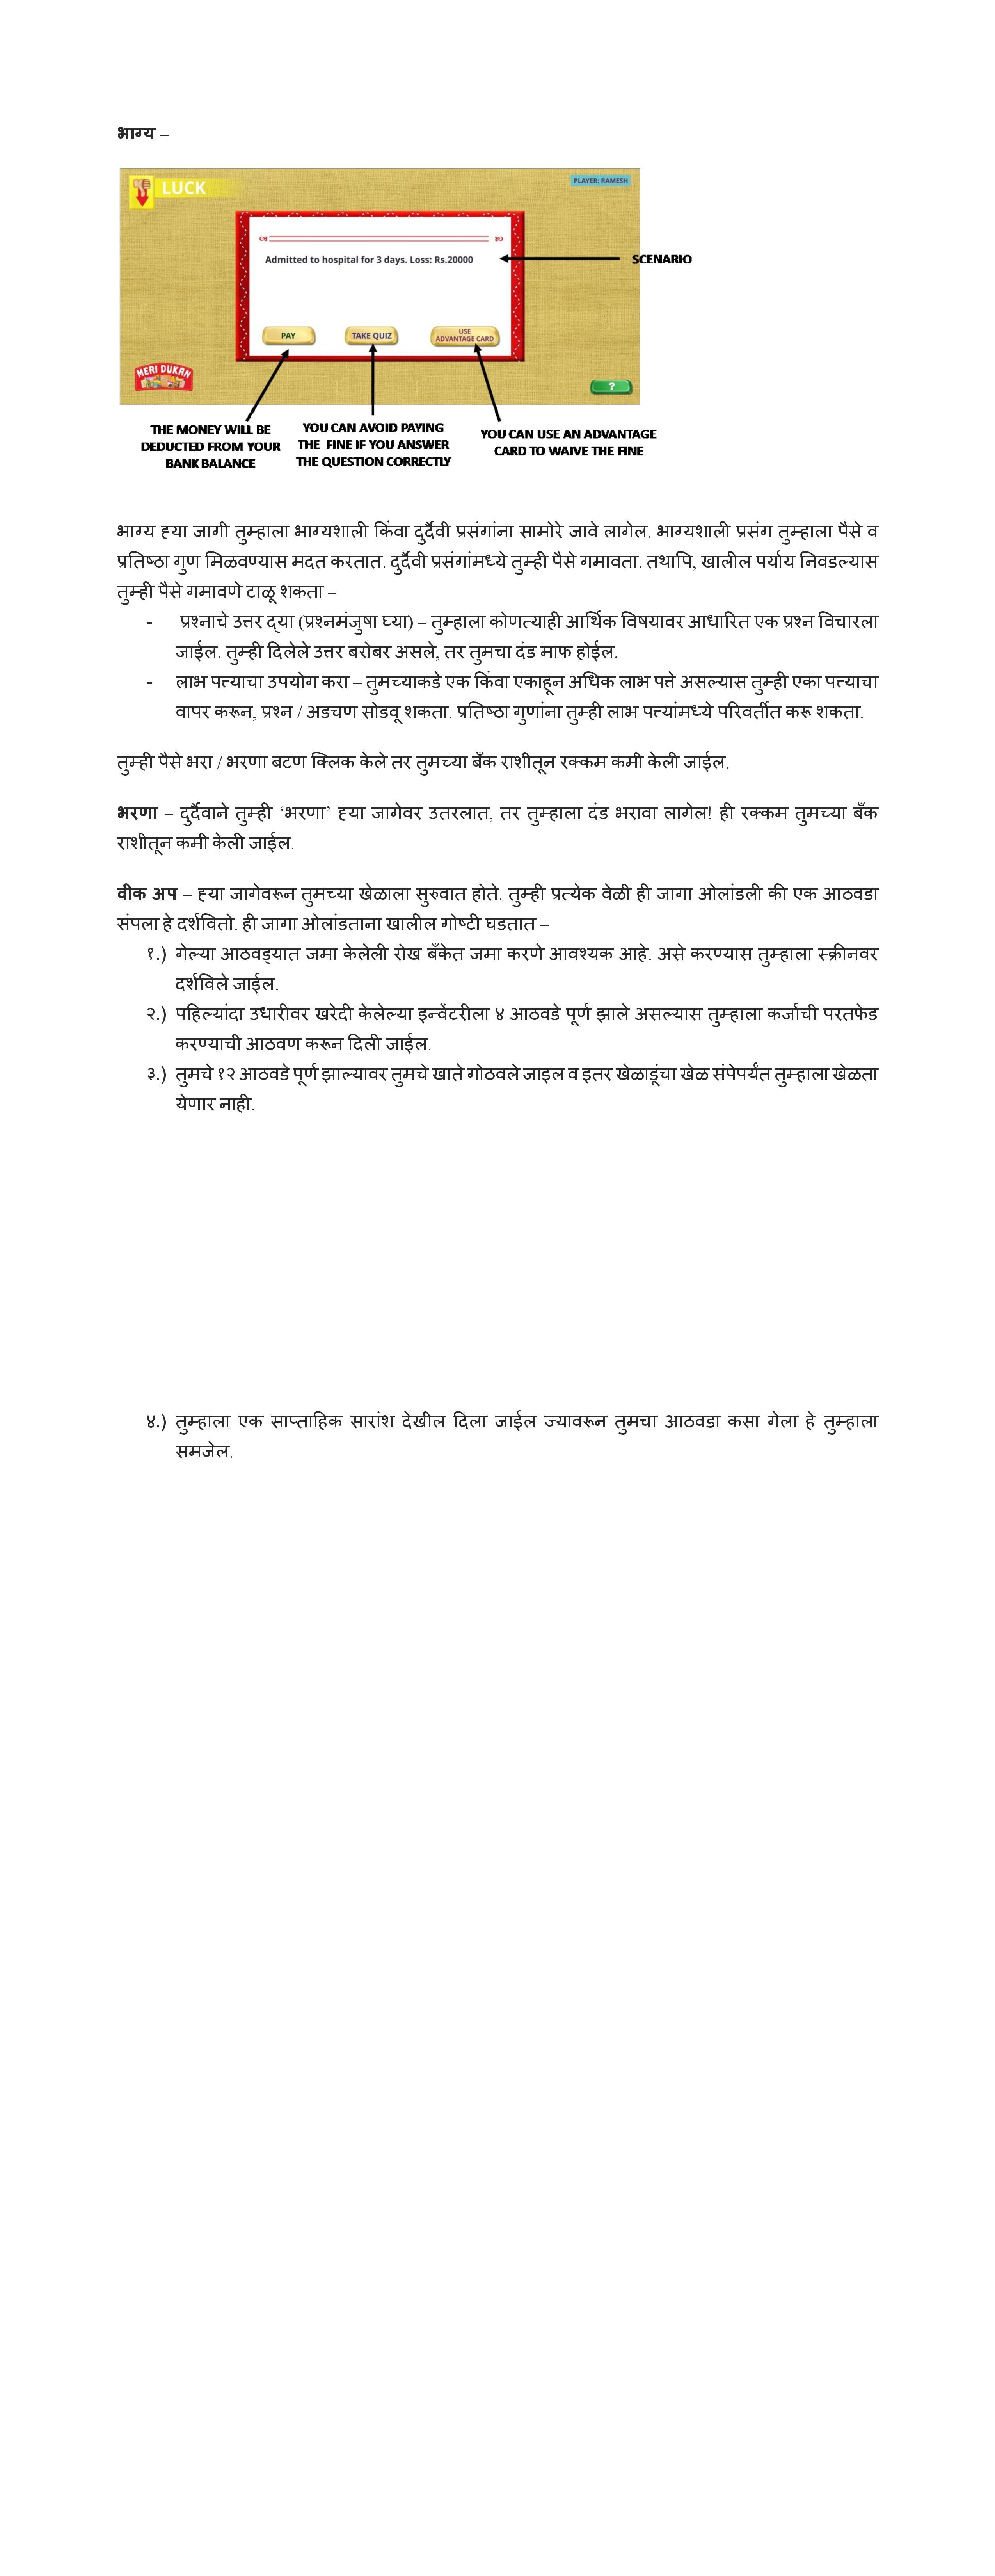 भाग्य –
LUCK
PLAYER: RAMESH
Admitted to hospital for 3 days. Loss: Rs.20000
SCENARIO
PAY
TAKE QUIZ
USE
ADVANTAGE CARD
MERI DUKAN
?
THE MONEY WILL BE
DEDUCTED FROM YOUR
BANK BALANCE
YOU CAN AVOID PAYING
THE FINE IF YOU ANSWER
THE QUESTION CORRECTLY
YOU CAN USE AN ADVANTAGE
CARD TO WAIVE THE FINE
भाग्य ह्या जागी तुम्हाला भाग्यशाली किंवा दुर्दैवी प्रसंगांना सामोरे जावे लागेल. भाग्यशाली प्रसंग तुम्हाला पैसे व
प्रतिष्ठा गुण मिळवण्यास मदत करतात. दुर्दैवी प्रसंगांमध्ये तुम्ही पैसे गमावता. तथापि, खालील पर्याय निवडल्यास
तुम्ही पैसे गमावणे टाळू शकता –
- प्रश्नाचे उत्तर द्या (प्रश्नमंजुषा घ्या) – तुम्हाला कोणत्याही आर्थिक विषयावर आधारित एक प्रश्न विचारला
जाईल. तुम्ही दिलेले उत्तर बरोबर असले, तर तुमचा दंड माफ होईल.
- लाभ पत्त्याचा उपयोग करा – तुमच्याकडे एक किंवा एकाहून अधिक लाभ पत्ते असल्यास तुम्ही एका पत्त्याचा
वापर करून, प्रश्न / अडचण सोडवू शकता. प्रतिष्ठा गुणांना तुम्ही लाभ पत्त्यांमध्ये परिवर्तीत करू शकता.
तुम्ही पैसे भरा / भरणा बटण क्लिक केले तर तुमच्या बँक राशीतून रक्कम कमी केली जाईल.
भरणा – दुर्दैवाने तुम्ही ‘भरणा’ ह्या जागेवर उतरलात, तर तुम्हाला दंड भरावा लागेल! ही रक्कम तुमच्या बँक
राशीतून कमी केली जाईल.
वीक अप – ह्या जागेवरून तुमच्या खेळाला सुरुवात होते. तुम्ही प्रत्येक वेळी ही जागा ओलांडली की एक आठवडा
संपला हे दर्शवितो. ही जागा ओलांडताना खालील गोष्टी घडतात –
१.) गेल्या आठवड्यात जमा केलेली रोख बँकेत जमा करणे आवश्यक आहे. असे करण्यास तुम्हाला स्क्रीनवर
दर्शविले जाईल.
२.) पहिल्यांदा उधारीवर खरेदी केलेल्या इन्वेंटरीला ४ आठवडे पूर्ण झाले असल्यास तुम्हाला कर्जाची परतफेड
करण्याची आठवण करून दिली जाईल.
३.) तुमचे १२ आठवडे पूर्ण झाल्यावर तुमचे खाते गोठवले जाइल व इतर खेळाडूंचा खेळ संपेपर्यंत तुम्हाला खेळता
येणार नाही.
४.) तुम्हाला एक साप्ताहिक सारांश देखील दिला जाईल ज्यावरून तुमचा आठवडा कसा गेला हे तुम्हाला
समजेल.